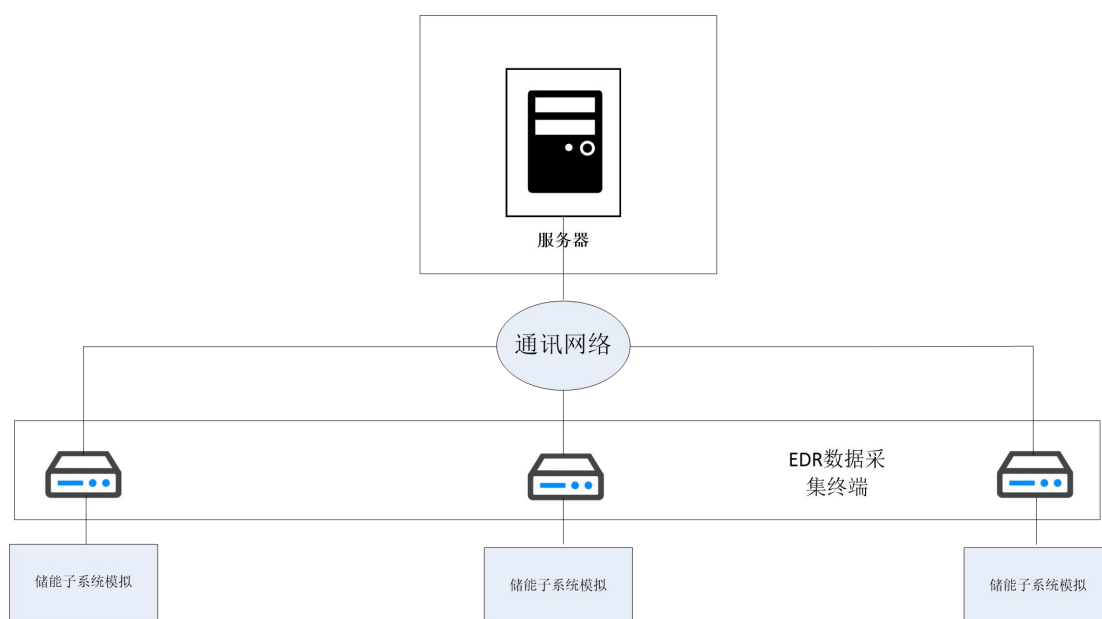 服务器
通讯网络
EDR数据采
集终端
储能子系统模拟
储能子系统模拟
储能子系统模拟